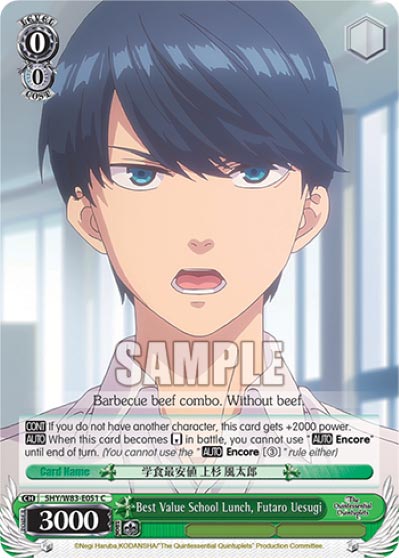 LEVEL
0
0
COST
SAMPLE
Barbecue beef combo. Without beef.
CONT If you do not have another character, this card gets +2000 power.
AUTO When this card becomes [ ] in battle, you cannot use "AUTO Encore"
until end of turn. (You cannot use the "AUTO Encore [③]" rule either)
Card Name 学食最安値 上杉 風太郎
CH 5HY/W83-E051 C
Best Value School Lunch, Futaro Uesugi
The Quintessential Quintuplets
3000
©Negi Haruba,KODANSHA/"The Quintessential Quintuplets" Production Committee.